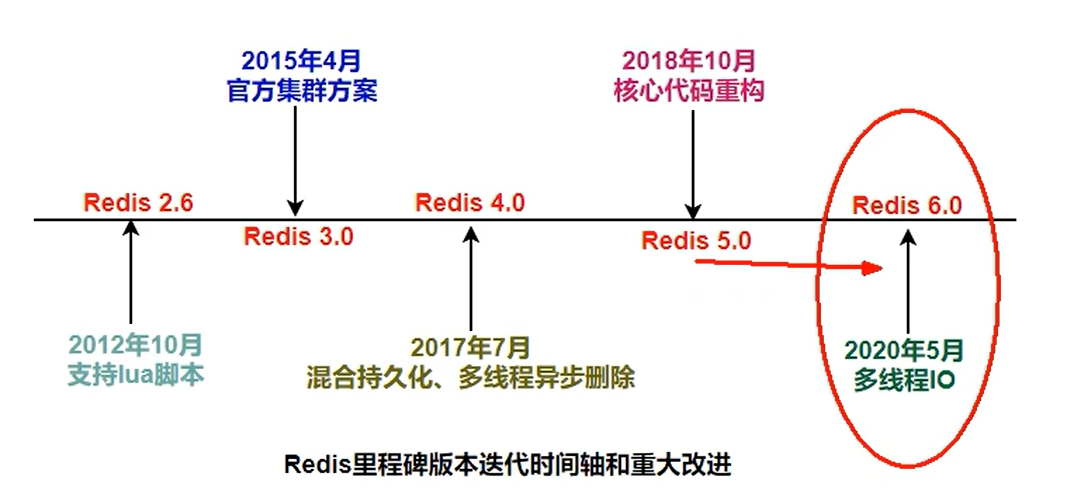 2015年4月
官方集群方案
2018年10月
核心代码重构
Redis 2.6
Redis 4.0
Redis 6.0
Redis 3.0
Redis 5.0
2012年10月
支持lua脚本
2017年7月
混合持久化、多线程异步删除
2020年5月
多线程IO
Redis里程碑版本迭代时间轴和重大改进